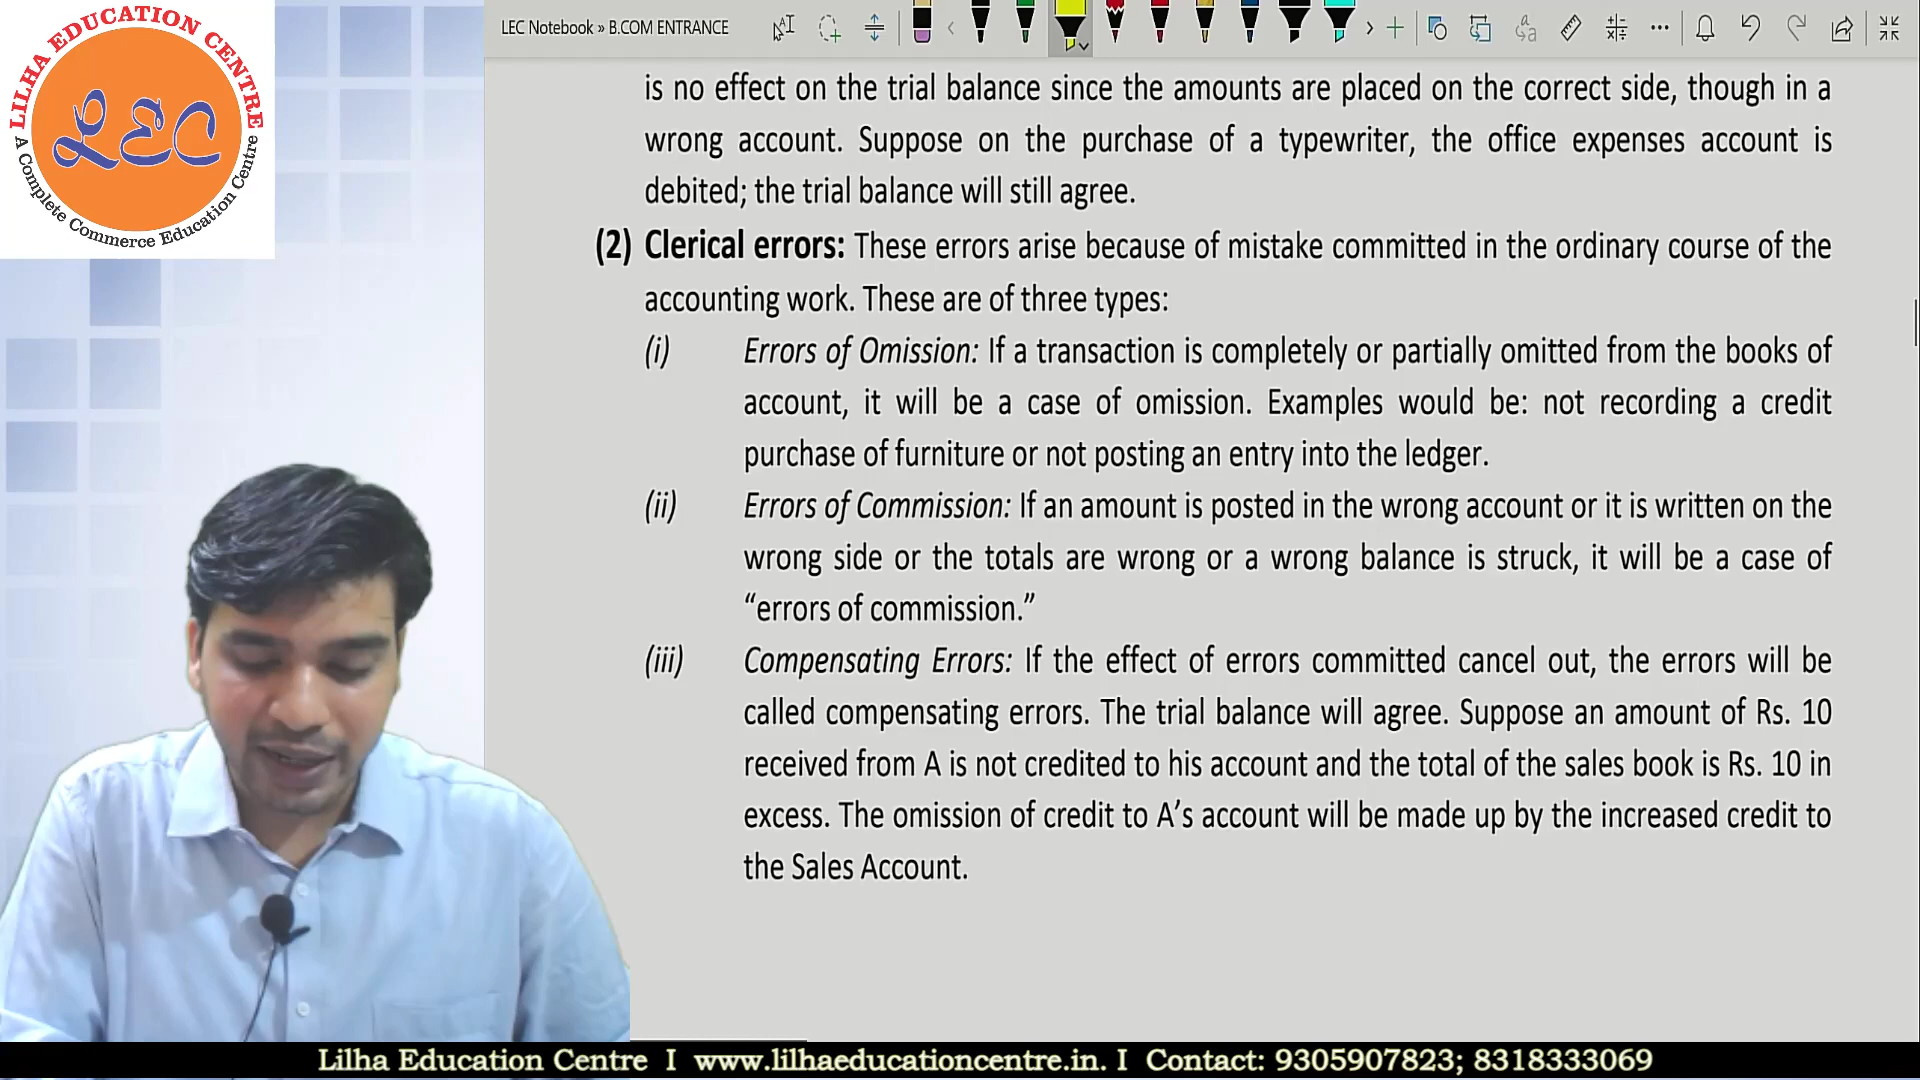 LILHA EDUCATION CENTRE
LEC
A Complete Commerce Education Centre
LEC Notebook » B.COM ENTRANCE
is no effect on the trial balance since the amounts are placed on the correct side, though in a
wrong account. Suppose on the purchase of a typewriter, the office expenses account is
debited; the trial balance will still agree.
(2) Clerical errors: These errors arise because of mistake committed in the ordinary course of the
accounting work. These are of three types:
(i) Errors of Omission: If a transaction is completely or partially omitted from the books of
account, it will be a case of omission. Examples would be: not recording a credit
purchase of furniture or not posting an entry into the ledger.
(ii) Errors of Commission: If an amount is posted in the wrong account or it is written on the
wrong side or the totals are wrong or a wrong balance is struck, it will be a case of
“errors of commission.”
(iii) Compensating Errors: If the effect of errors committed cancel out, the errors will be
called compensating errors. The trial balance will agree. Suppose an amount of Rs. 10
received from A is not credited to his account and the total of the sales book is Rs. 10 in
excess. The omission of credit to A’s account will be made up by the increased credit to
the Sales Account.
Lilha Education Centre I www.lilhaeducationcentre.in. I Contact: 9305907823; 8318333069